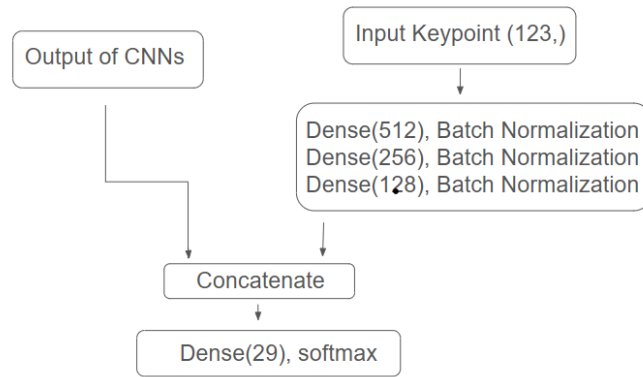 Output of CNNs
Input Keypoint (123,)
Dense(512), Batch Normalization
Dense(256), Batch Normalization
Dense(128), Batch Normalization
Concatenate
Dense(29), softmax